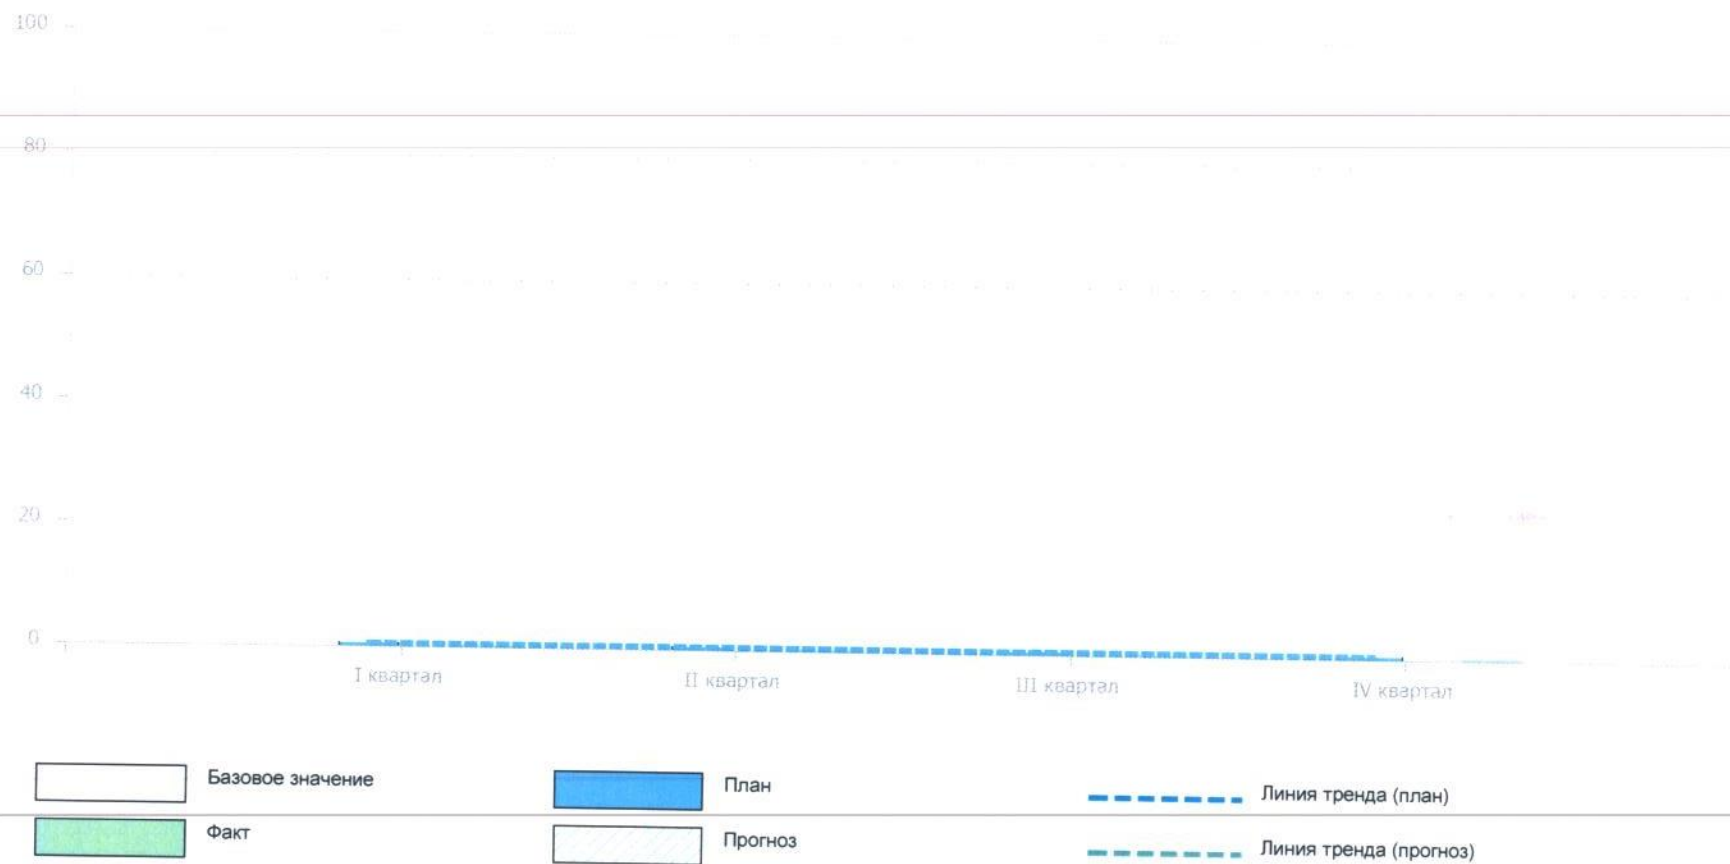 100
80
60
40
20
0
I квартал
II квартал
III квартал
IV квартал
Базовое значение
План
Линия тренда (план)
Факт
Прогноз
Линия тренда (прогноз)